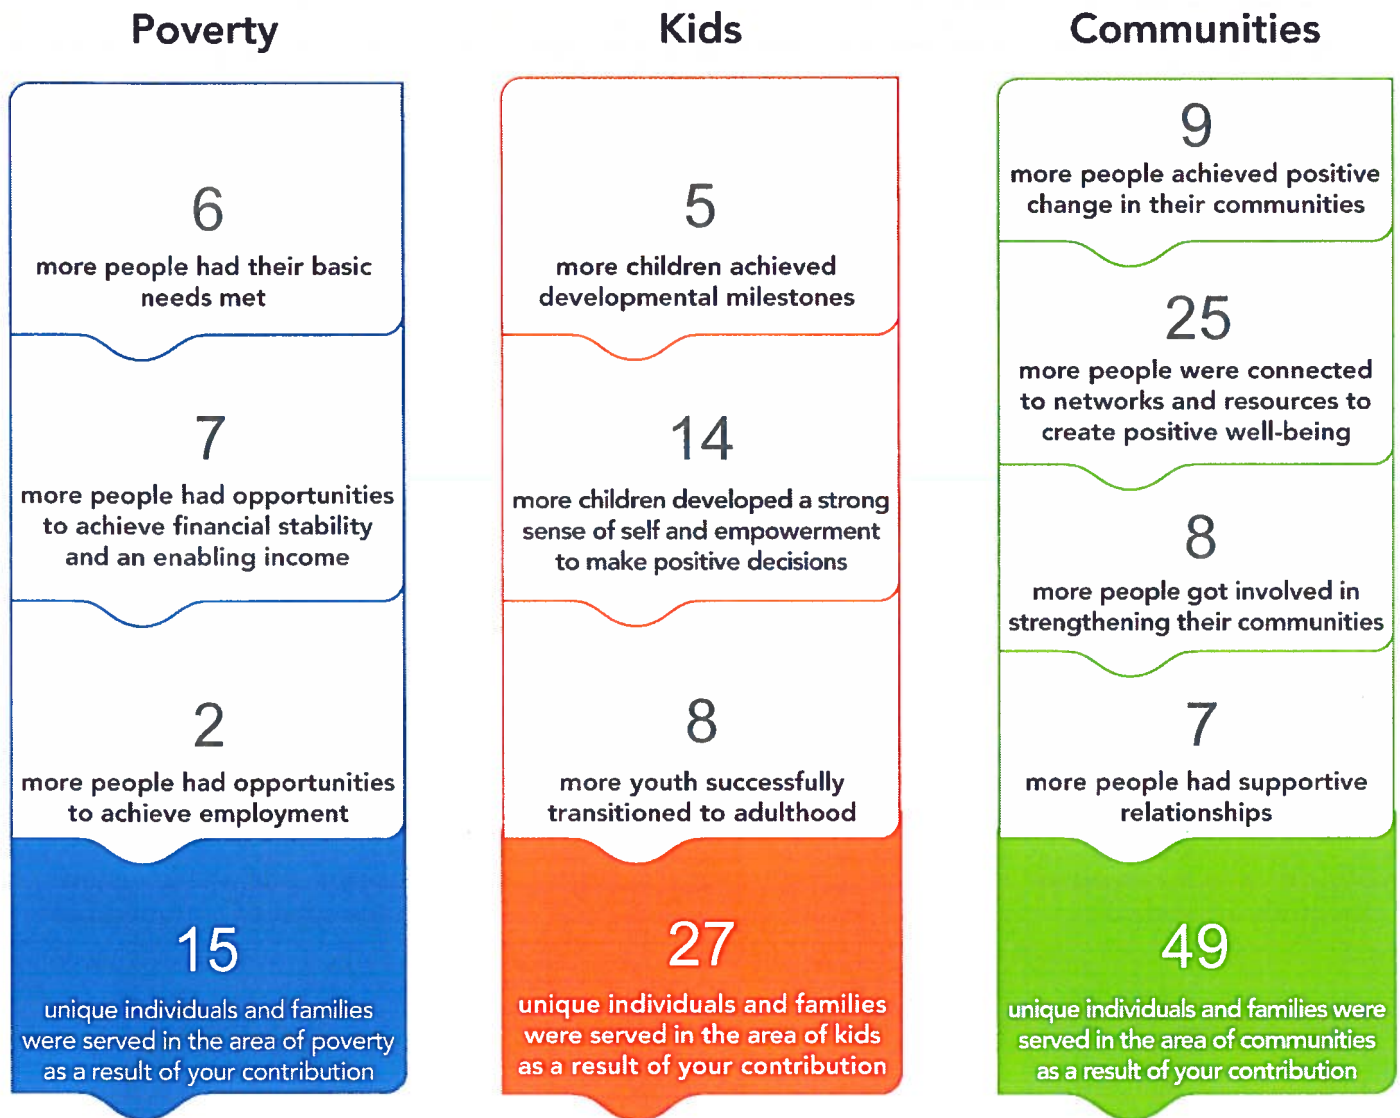 Poverty
6
more people had their basic
needs met
7
more people had opportunities
to achieve financial stability
and an enabling income
2
more people had opportunities
to achieve employment
15
unique individuals and families
were served in the area of poverty
as a result of your contribution
Kids
5
more children achieved
developmental milestones
14
more children developed a strong
sense of self and empowerment
to make positive decisions
8
more youth successfully
transitioned to adulthood
27
unique individuals and families
were served in the area of kids
as a result of your contribution
Communities
9
more people achieved positive
change in their communities
25
more people were connected
to networks and resources to
create positive well-being
8
more people got involved in
strengthening their communities
7
more people had supportive
relationships
49
unique individuals and families were
served in the area of communities
as a result of your contribution